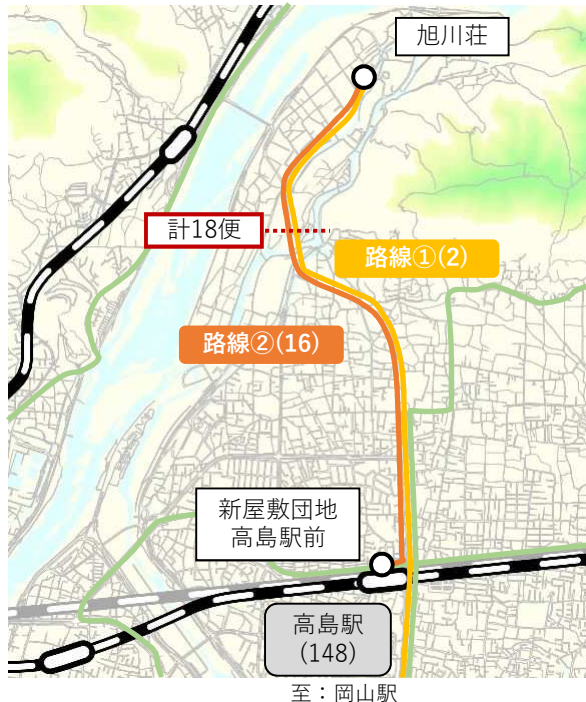 旭川荘
計18便
路線①(2)
路線②(16)
新屋敷団地
高島駅前
高島駅
(148)
至：岡山駅